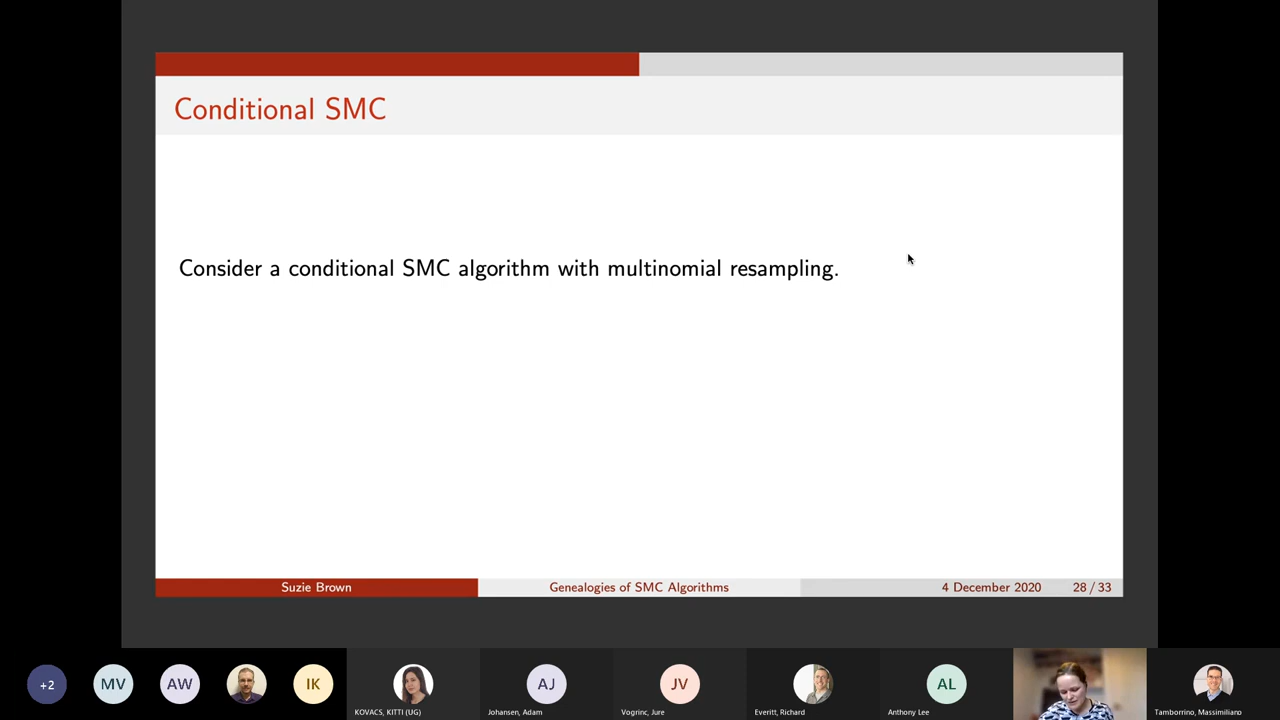 Conditional SMC
Consider a conditional SMC algorithm with multinomial resampling.
Suzie Brown
Genealogies of SMC Algorithms
4 December 2020
28 / 33
+2
MV
AW
IK
KOVACS, KITTI (UG)
AJ
Johansen, Adam
JV
Vogrinc, Jure
Everitt, Richard
AL
Anthony Lee
Tamborrino, Massimiliano